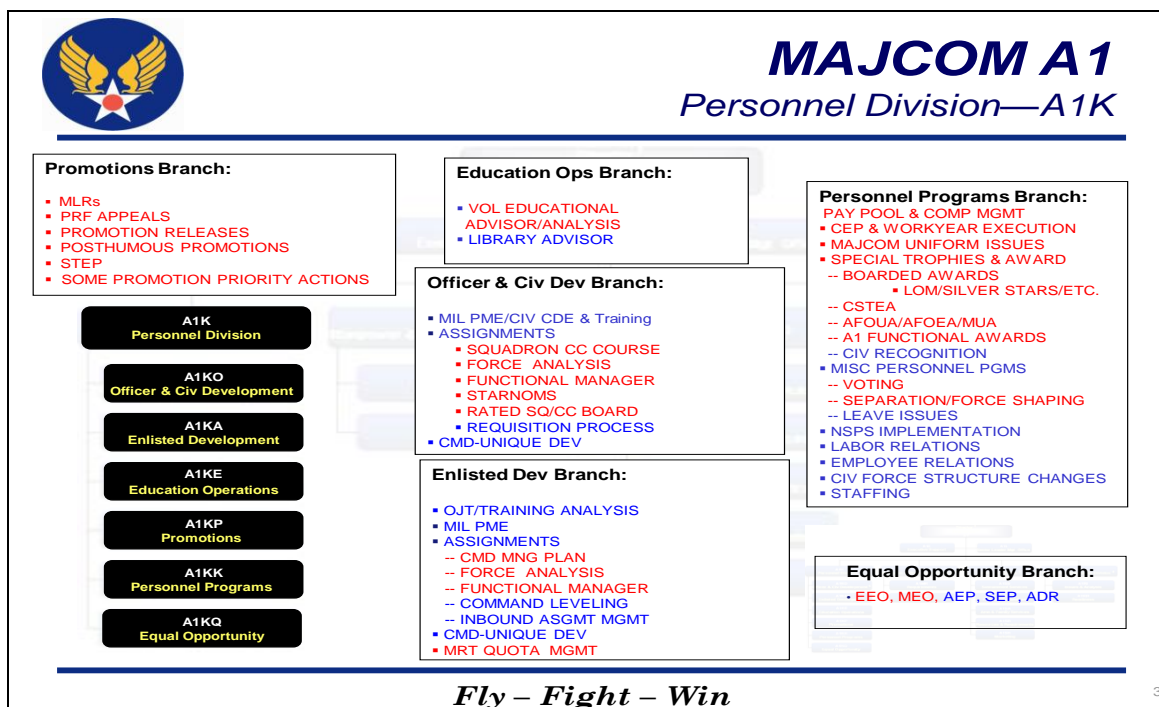 MAJCOM A1
Personnel Division—A1K
Promotions Branch:
▪ MLRs
▪ PRF APPEALS
▪ PROMOTION RELEASES
▪ POSTHUMOUS PROMOTIONS
▪ STEP
▪ SOME PROMOTION PRIORITY ACTIONS
A1K
Personnel Division
A1KO
Officer & Civ Development
A1KA
Enlisted Development
A1KE
Education Operations
A1KP
Promotions
A1KK
Personnel Programs
A1KQ
Equal Opportunity
Education Ops Branch:
▪ VOL EDUCATIONAL
ADVISOR/ANALYSIS
▪ LIBRARY ADVISOR
Officer & Civ Dev Branch:
▪ MIL PME/CIV CDE & Training
▪ ASSIGNMENTS
▪ SQUADRON CC COURSE
▪ FORCE ANALYSIS
▪ FUNCTIONAL MANAGER
▪ STARNOMS
▪ RATED SQ/CC BOARD
▪ REQUISITION PROCESS
▪ CMD-UNIQUE DEV
Enlisted Dev Branch:
▪ OJT/TRAINING ANALYSIS
▪ MIL PME
▪ ASSIGNMENTS
-- CMD MNG PLAN
-- FORCE ANALYSIS
-- FUNCTIONAL MANAGER
-- COMMAND LEVELING
-- INBOUND ASGMT MGMT
▪ CMD-UNIQUE DEV
▪ MRT QUOTA MGMT
Personnel Programs Branch:
PAY POOL & COMP MGMT
▪ CEP & WORKYEAR EXECUTION
▪ MAJCOM UNIFORM ISSUES
▪ SPECIAL TROPHIES & AWARD
-- BOARDED AWARDS
▪ LOM/SILVER STARS/ETC.
-- CSTEA
-- AFOUA/AFOEA/MUA
-- A1 FUNCTIONAL AWARDS
-- CIV RECOGNITION
▪ MISC PERSONNEL PGMS
-- VOTING
-- SEPARATION/FORCE SHAPING
-- LEAVE ISSUES
▪ NSPS IMPLEMENTATION
▪ LABOR RELATIONS
▪ EMPLOYEE RELATIONS
▪ CIV FORCE STRUCTURE CHANGES
▪ STAFFING
Equal Opportunity Branch:
▪ EEO, MEO, AEP, SEP, ADR
Fly – Fight – Win
3